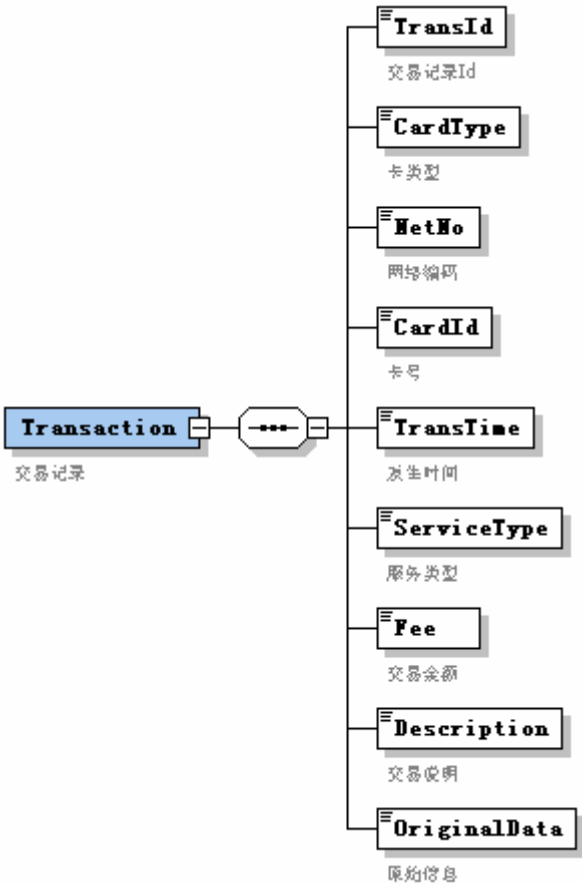 TransId
交易记录Id
CardType
卡类型
NetNo
网络编码
CardId
卡号
Transaction
交易记录
TransTime
发生时间
ServiceType
服务类型
Fee
交易金额
Description
交易说明
OriginalData
原始信息